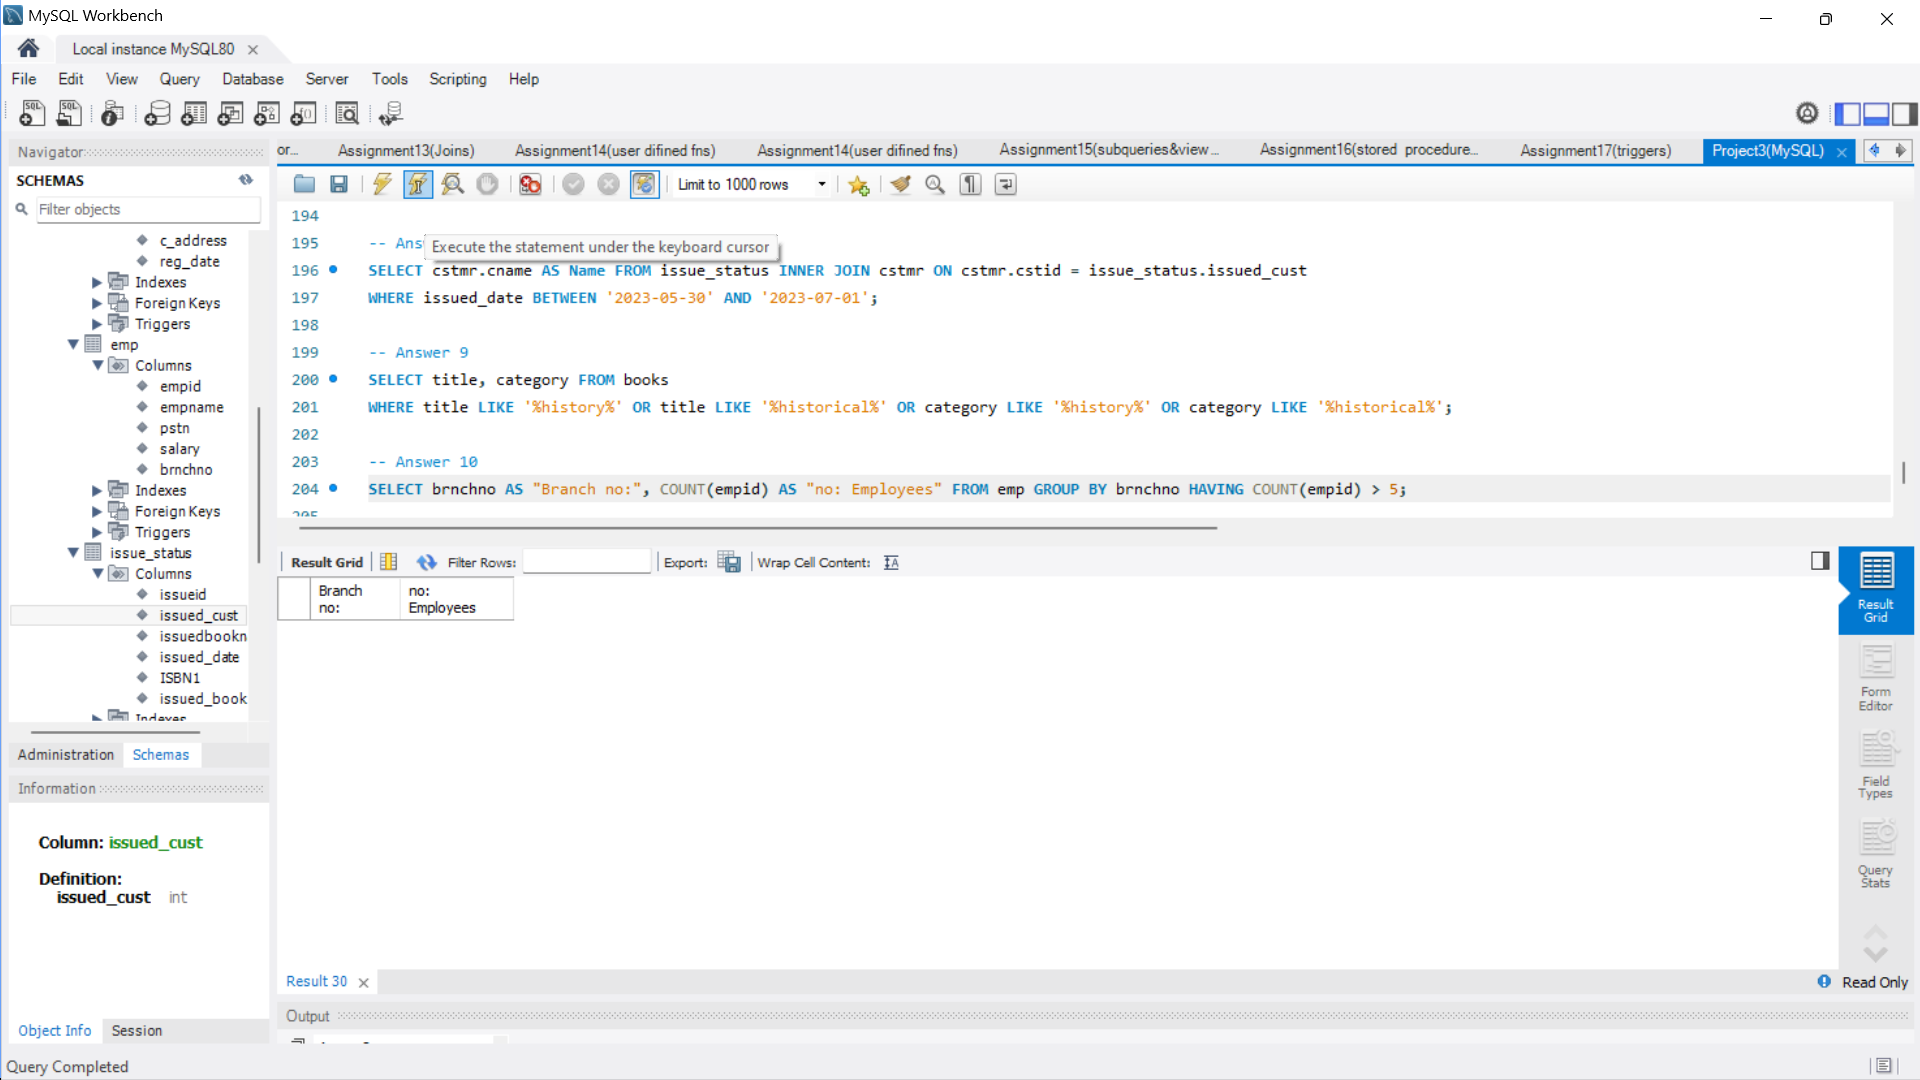 MySQL Workbench
Local instance MySQL80
File Edit View Query Database Server Tools Scripting Help
Navigator
or... Assignment13(Joins) Assignment14(user difined fns) Assignment14(user difined fns) Assignment15(subqueries&view... Assignment16(stored procedure... Assignment17(triggers) Project3(MySQL)
SCHEMAS
Limit to 1000 rows
Filter objects
c_address
reg_date
Indexes
Foreign Keys
Triggers
emp
Columns
empid
empname
pstn
salary
brnchno
Indexes
Foreign Keys
Triggers
issue_status
Columns
issueid
issued_cust
issuedbookn
issued_date
ISBN1
issued_book
Indexes
Administration Schemas
Information
Column: issued_cust
Definition:
issued_cust int
Object Info Session
194
195 -- Ans
Execute the statement under the keyboard cursor
196 SELECT cstmr.cname AS Name FROM issue_status INNER JOIN cstmr ON cstmr.cstid = issue_status.issued_cust
197 WHERE issued_date BETWEEN '2023-05-30' AND '2023-07-01';
198
199 -- Answer 9
200 SELECT title, category FROM books
201 WHERE title LIKE '%history%' OR title LIKE '%historical%' OR category LIKE '%history%' OR category LIKE '%historical%';
202
203 -- Answer 10
204 SELECT brnchno AS "Branch no:", COUNT(empid) AS "no: Employees" FROM emp GROUP BY brnchno HAVING COUNT(empid) > 5;
205
Result Grid Filter Rows: Export: Wrap Cell Content:
Branch no:
no: Employees
Result Grid
Form Editor
Field Types
Query Stats
Result 30
Read Only
Output
Query Completed